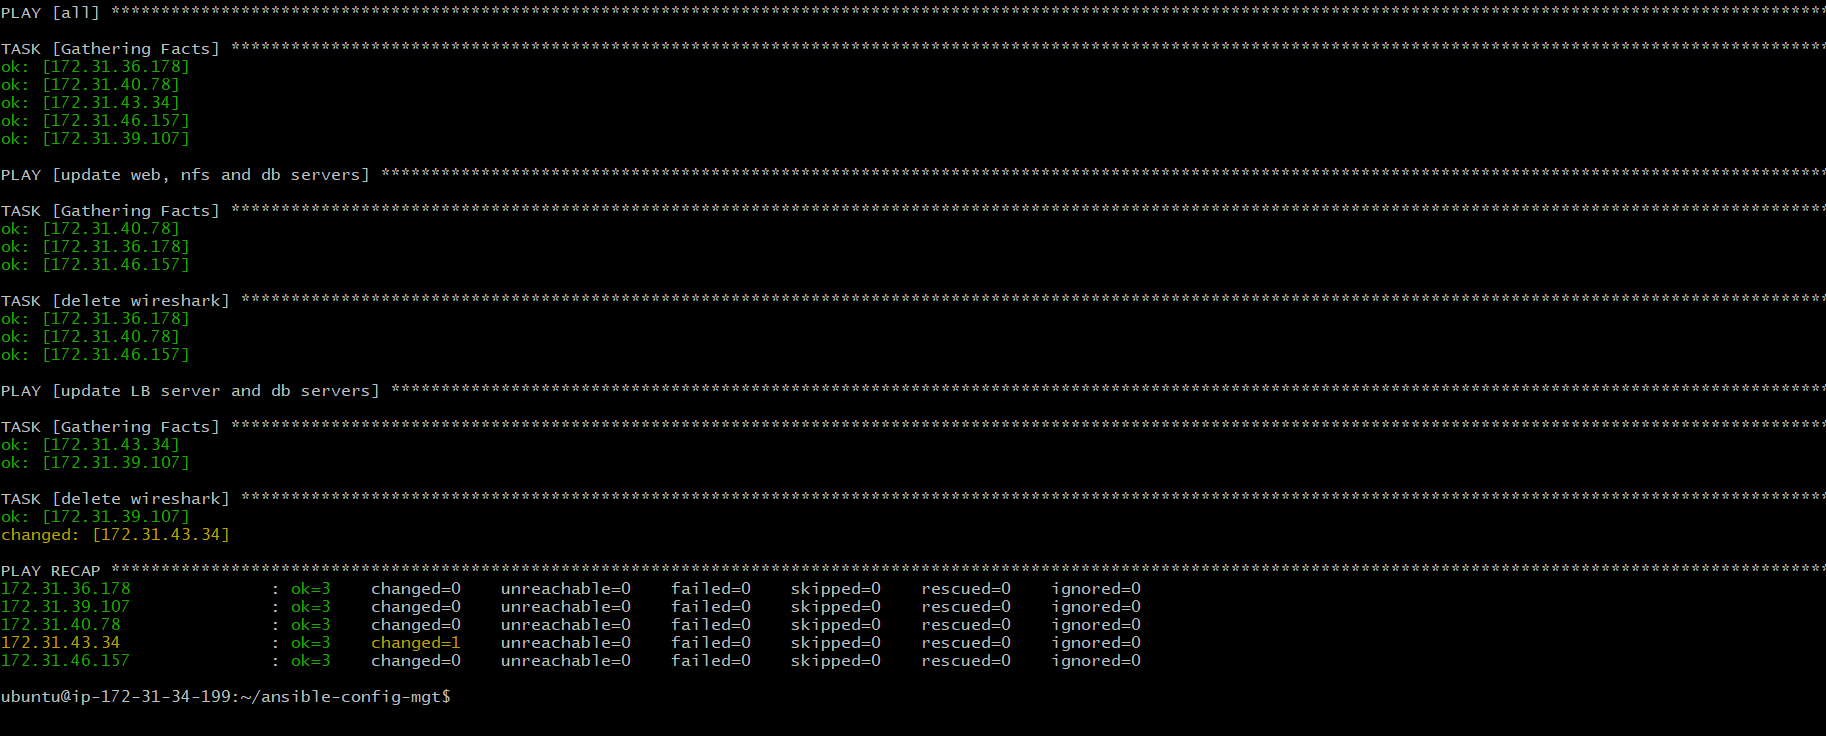 PLAY [all] ****************************************************************************************************************************************************************************
TASK [Gathering Facts] ****************************************************************************************************************************************************************
ok: [172.31.36.178]
ok: [172.31.40.78]
ok: [172.31.43.34]
ok: [172.31.46.157]
ok: [172.31.39.107]
PLAY [update web, nfs and db servers] *************************************************************************************************************************************************
TASK [Gathering Facts] ****************************************************************************************************************************************************************
ok: [172.31.40.78]
ok: [172.31.36.178]
ok: [172.31.46.157]
TASK [delete wireshark] ***************************************************************************************************************************************************************
ok: [172.31.36.178]
ok: [172.31.40.78]
ok: [172.31.46.157]
PLAY [update LB server and db servers] ************************************************************************************************************************************************
TASK [Gathering Facts] ****************************************************************************************************************************************************************
ok: [172.31.43.34]
ok: [172.31.39.107]
TASK [delete wireshark] ***************************************************************************************************************************************************************
ok: [172.31.39.107]
changed: [172.31.43.34]
PLAY RECAP ****************************************************************************************************************************************************************************
172.31.36.178              : ok=3    changed=0    unreachable=0    failed=0    skipped=0    rescued=0    ignored=0
172.31.39.107              : ok=3    changed=0    unreachable=0    failed=0    skipped=0    rescued=0    ignored=0
172.31.40.78               : ok=3    changed=0    unreachable=0    failed=0    skipped=0    rescued=0    ignored=0
172.31.43.34               : ok=3    changed=1    unreachable=0    failed=0    skipped=0    rescued=0    ignored=0
172.31.46.157              : ok=3    changed=0    unreachable=0    failed=0    skipped=0    rescued=0    ignored=0
ubuntu@ip-172-31-34-199:~/ansible-config-mgt$